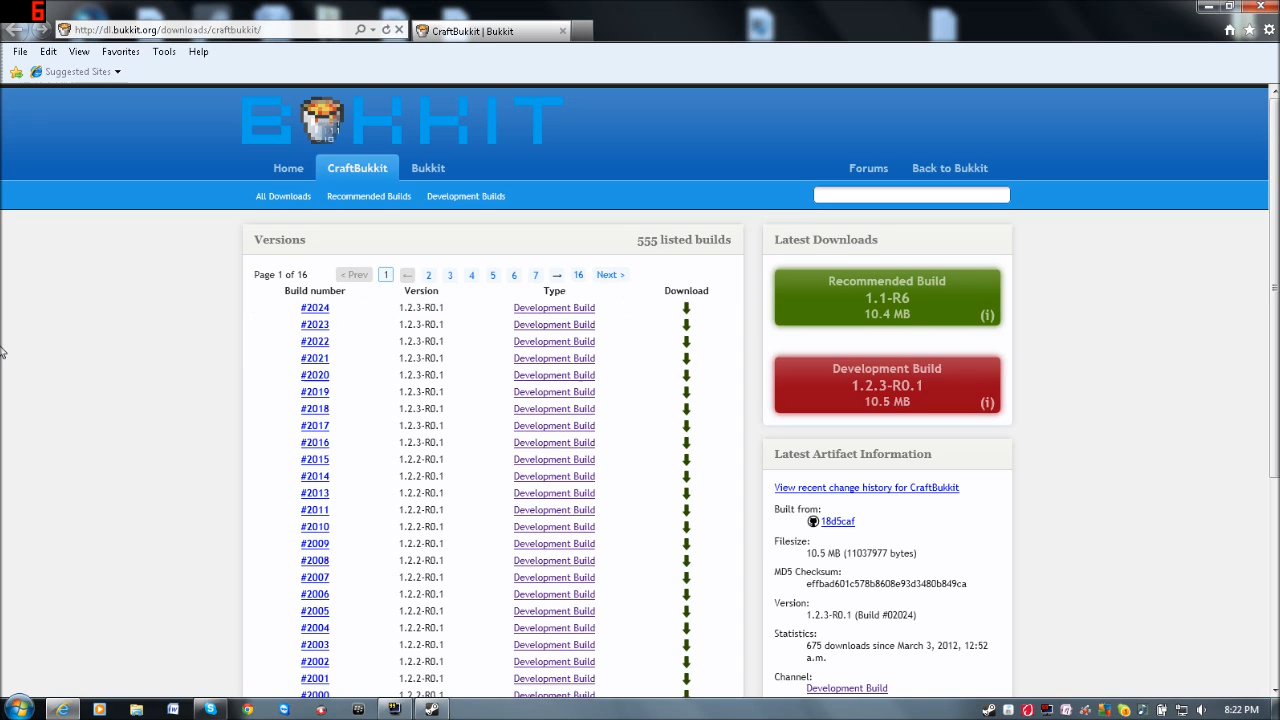 6
http://dl.bukkit.org/downloads/craftbukkit/
CraftBukkit | Bukkit
File Edit View Favorites Tools Help
Suggested Sites
BUKKIT
Home CraftBukkit Bukkit Forums Back to Bukkit
All Downloads Recommended Builds Development Builds
Versions 555 listed builds
Page 1 of 16 < Prev 1 ← 2 3 4 5 6 7 → 16 Next >
Build number Version Type Download
#2024 1.2.3-R0.1 Development Build
#2023 1.2.3-R0.1 Development Build
#2022 1.2.3-R0.1 Development Build
#2021 1.2.3-R0.1 Development Build
#2020 1.2.3-R0.1 Development Build
#2019 1.2.3-R0.1 Development Build
#2018 1.2.3-R0.1 Development Build
#2017 1.2.3-R0.1 Development Build
#2016 1.2.3-R0.1 Development Build
#2015 1.2.2-R0.1 Development Build
#2014 1.2.2-R0.1 Development Build
#2013 1.2.2-R0.1 Development Build
#2011 1.2.2-R0.1 Development Build
#2010 1.2.2-R0.1 Development Build
#2009 1.2.2-R0.1 Development Build
#2008 1.2.2-R0.1 Development Build
#2007 1.2.2-R0.1 Development Build
#2006 1.2.2-R0.1 Development Build
#2005 1.2.2-R0.1 Development Build
#2004 1.2.2-R0.1 Development Build
#2003 1.2.2-R0.1 Development Build
#2002 1.2.2-R0.1 Development Build
#2001 1.2.2-R0.1 Development Build
#2000 1.2.2-R0.1 Development Build
Latest Downloads
Recommended Build
1.1-R6
10.4 MB (i)
Development Build
1.2.3-R0.1
10.5 MB (i)
Latest Artifact Information
View recent change history for CraftBukkit
Built from:
18d5caf
Filesize:
10.5 MB (11037977 bytes)
MD5 Checksum:
effbad601c578b8608e93d3480b849ca
Version:
1.2.3-R0.1 (Build #02024)
Statistics:
675 downloads since March 3, 2012, 12:52
a.m.
Channel:
Development Build
8:22 PM